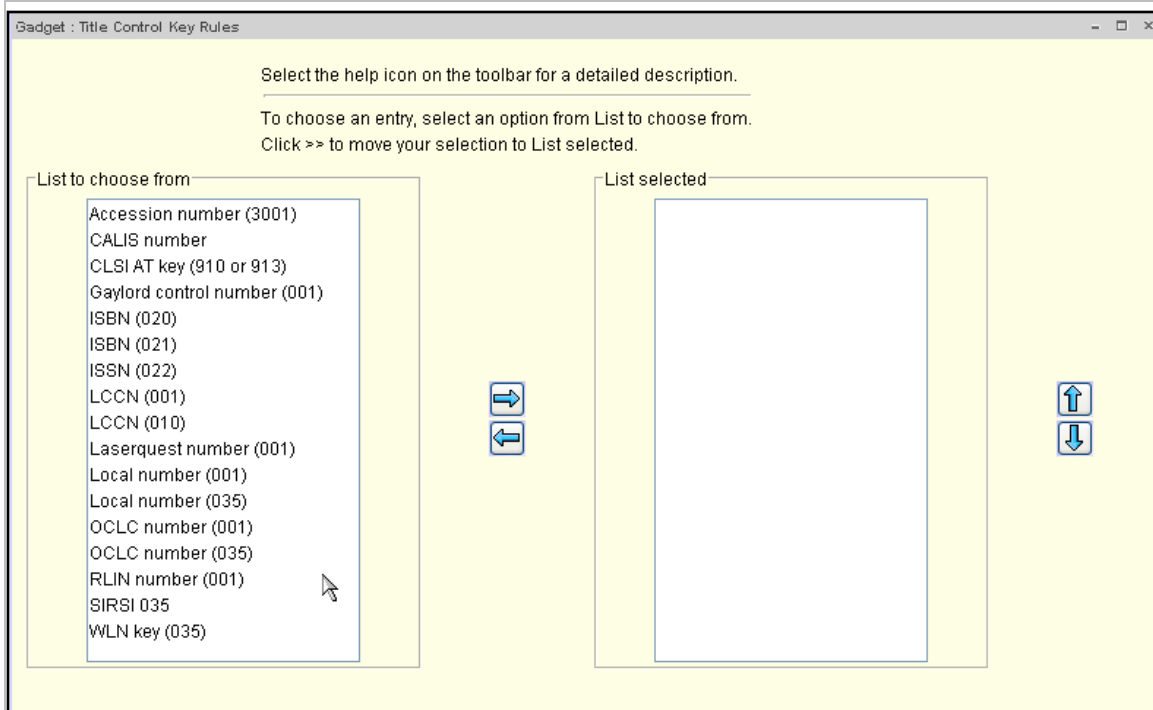 Gadget : Title Control Key Rules
Select the help icon on the toolbar for a detailed description.
To choose an entry, select an option from List to choose from.
Click >> to move your selection to List selected.
List to choose from
Accession number (3001)
CALIS number
CLSI AT key (910 or 913)
Gaylord control number (001)
ISBN (020)
ISBN (021)
ISSN (022)
LCCN (001)
LCCN (010)
Laserquest number (001)
Local number (001)
Local number (035)
OCLC number (001)
OCLC number (035)
RLIN number (001)
SIRSI 035
WLN key (035)
List selected